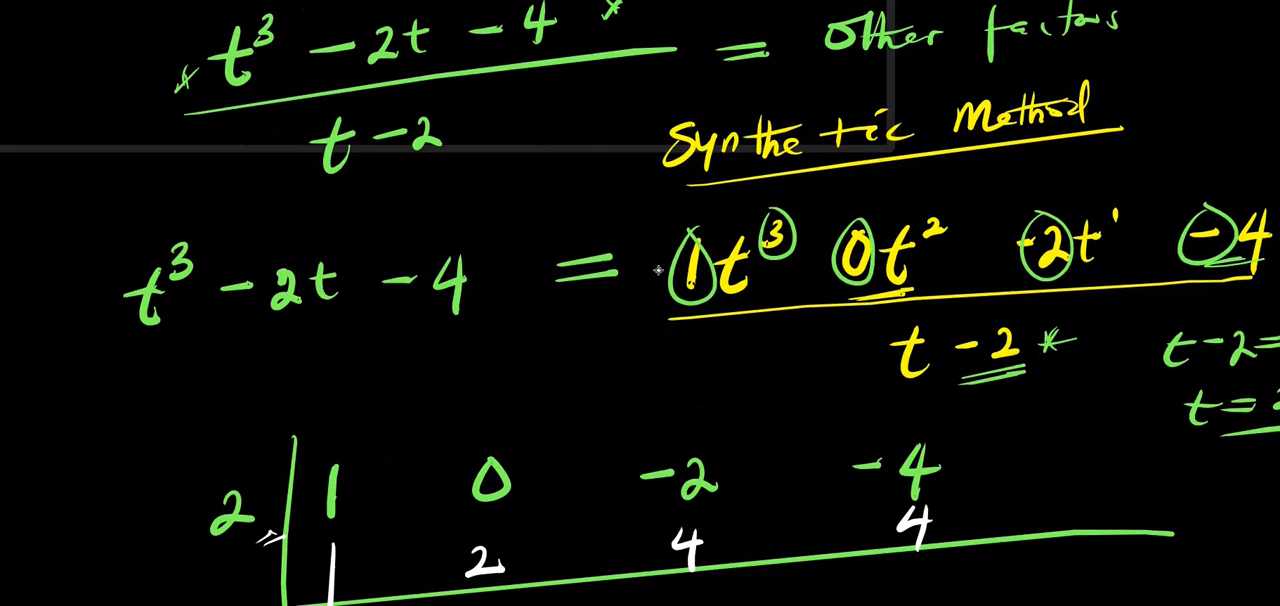 t³ - 2t - 4 = Other factors
t - 2
Synthetic Method
t³ - 2t - 4 = 1t³ 0t² -2t¹ -4
t - 2 * t-2=
t=
2 1 0 -2 -4
1 2 4 4